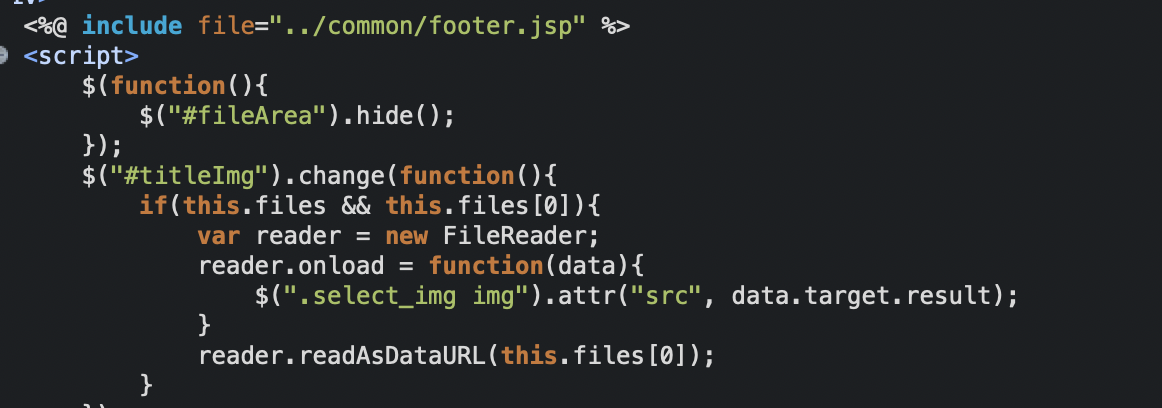 <%@ include file="../common/footer.jsp" %>
<script>
$(function(){
$("#fileArea").hide();
});
$("#titleImg").change(function(){
if(this.files && this.files[0]){
var reader = new FileReader;
reader.onload = function(data){
$(".select_img img").attr("src", data.target.result);
}
reader.readAsDataURL(this.files[0]);
}